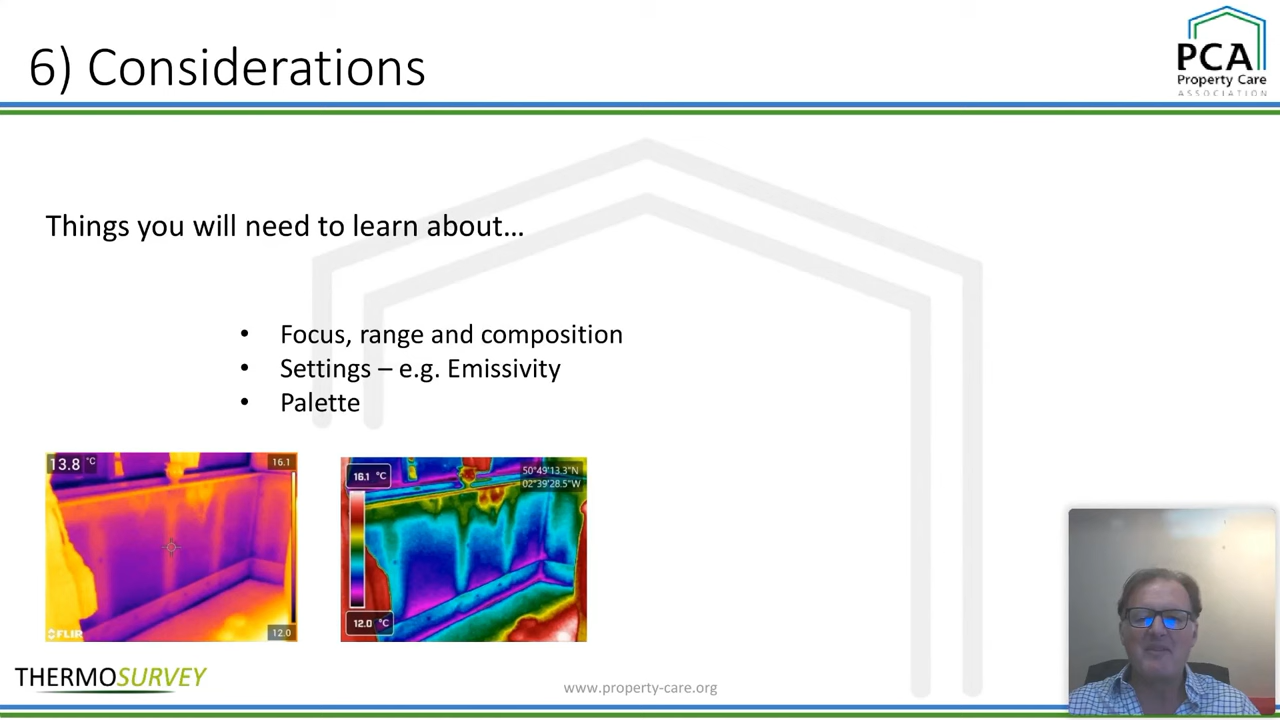 6) Considerations
PCA
Property Care
ASSOCIATION
Things you will need to learn about...
• Focus, range and composition
• Settings – e.g. Emissivity
• Palette
13.8 °C
16.1
12.0
FLIR
16.1 °C
50°49'13.3"N
02°39'28.5"W
12.0 °C
THERMOSURVEY
www.property-care.org